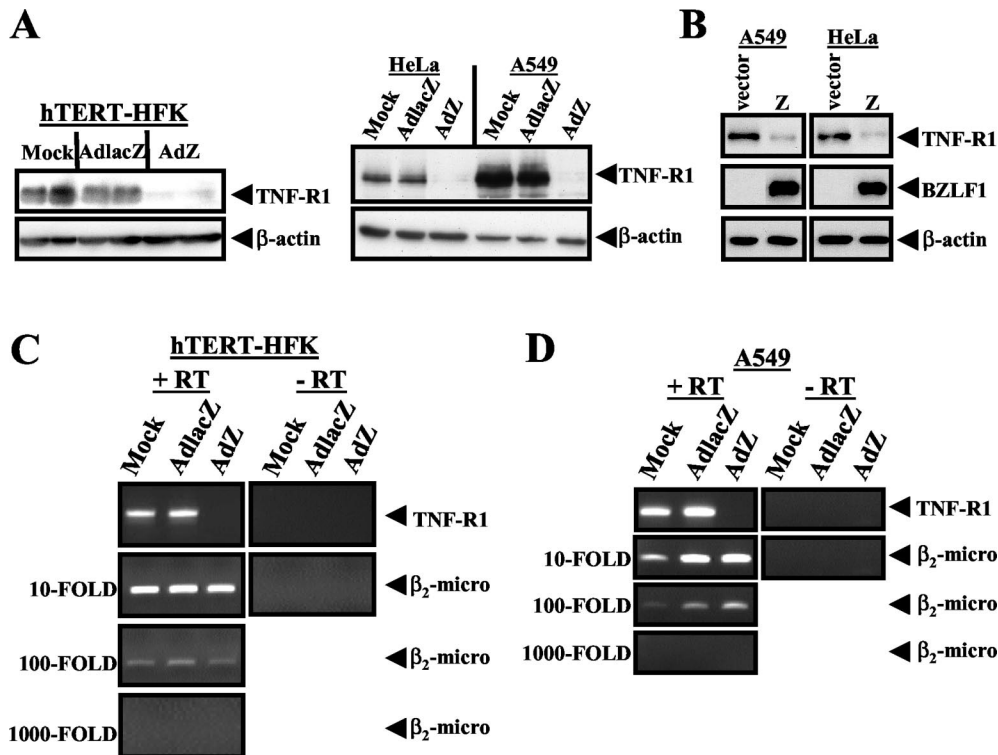 A
hTERT-HFK
Mock AdlacZ AdZ
TNF-R1
β-actin
HeLa A549
Mock AdlacZ AdZ Mock AdlacZ AdZ
TNF-R1
β-actin
B
A549 HeLa
vector Z vector Z
TNF-R1
BZLF1
β-actin
C
hTERT-HFK
+ RT - RT
Mock AdlacZ AdZ Mock AdlacZ AdZ
TNF-R1
10-FOLD β2-micro
100-FOLD β2-micro
1000-FOLD β2-micro
D
A549
+ RT - RT
Mock AdlacZ AdZ Mock AdlacZ AdZ
TNF-R1
10-FOLD β2-micro
100-FOLD β2-micro
1000-FOLD β2-micro